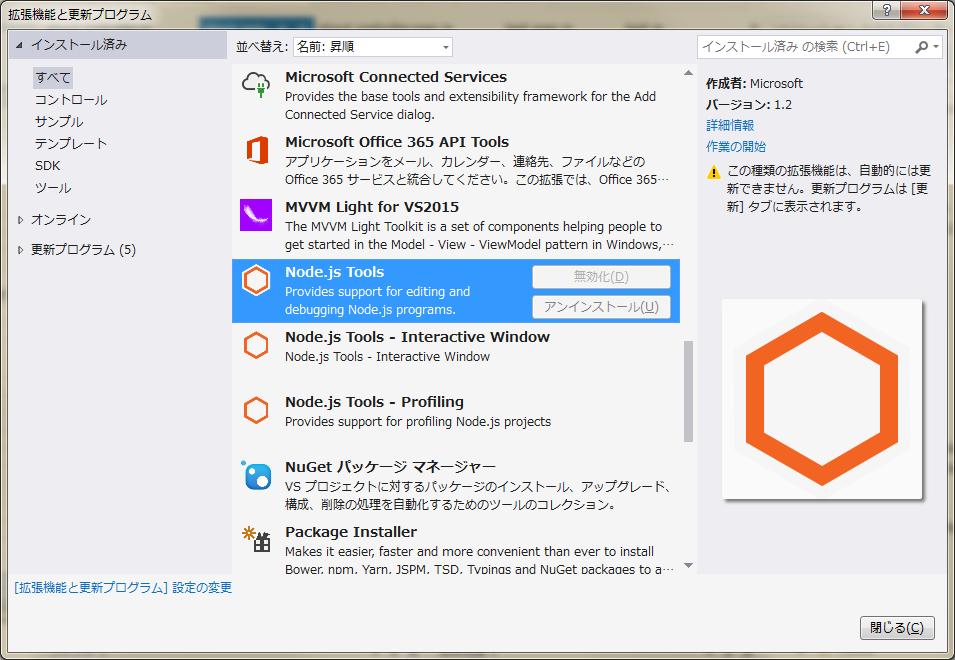 拡張機能と更新プログラム
?
インストール済み
すべて
コントロール
サンプル
テンプレート
SDK
ツール
オンライン
更新プログラム (5)
[拡張機能と更新プログラム] 設定の変更
並べ替え: 名前: 昇順
Microsoft Connected Services
Provides the base tools and extensibility framework for the Add
Connected Service dialog.
Microsoft Office 365 API Tools
アプリケーションをメール、カレンダー、連絡先、ファイルなどの
Office 365 サービスと統合してください。この拡張では、Office 365…
MVVM Light for VS2015
The MVVM Light Toolkit is a set of components helping people to
get started in the Model - View - ViewModel pattern in Windows,…
Node.js Tools
Provides support for editing and
debugging Node.js programs.
無効化(D)
アンインストール(U)
Node.js Tools - Interactive Window
Node.js Tools - Interactive Window
Node.js Tools - Profiling
Provides support for profiling Node.js projects
NuGet パッケージ マネージャー
VS プロジェクトに対するパッケージのインストール、アップグレード、
構成、削除の処理を自動化するためのツールのコレクション。
Package Installer
Makes it easier, faster and more convenient than ever to install
Bower, npm, Yarn, JSPM, TSD, Typings and NuGet packages to a…
インストール済み の検索 (Ctrl+E)
作成者: Microsoft
バージョン: 1.2
詳細情報
作業の開始
この種類の拡張機能は、自動的には更
新できません。更新プログラムは [更
新] タブに表示されます。
閉じる(C)